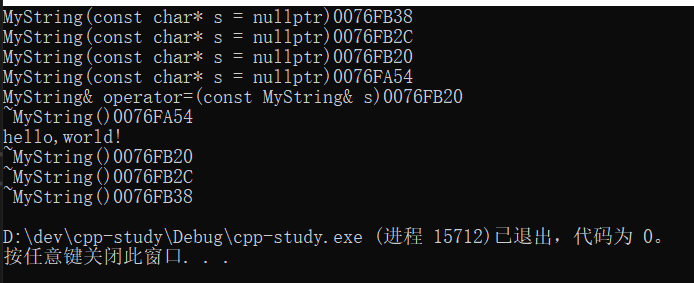 MyString(const char* s = nullptr)0076FB38
MyString(const char* s = nullptr)0076FB2C
MyString(const char* s = nullptr)0076FB20
MyString(const char* s = nullptr)0076FA54
MyString& operator=(const MyString& s)0076FB20
~MyString()0076FA54
hello,world!
~MyString()0076FB20
~MyString()0076FB2C
~MyString()0076FB38
D:\dev\cpp-study\Debug\cpp-study.exe (进程 15712)已退出，代码为 0。
按任意键关闭此窗口. . .